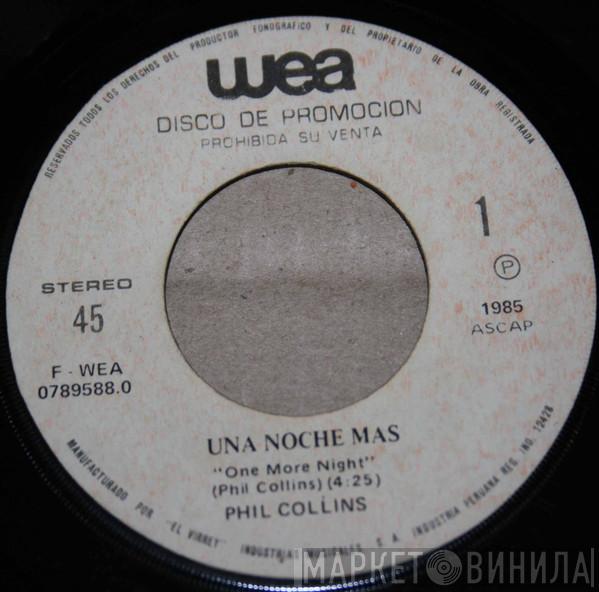 RESERVADOS TODOS LOS DERECHOS DEL PRODUCTOR FONOGRAFICO Y DEL PROPIETARIO DE LA OBRA REGISTRADA
wea
DISCO DE PROMOCION
PROHIBIDA SU VENTA
1
STEREO
45
P
1985
ASCAP
F - WEA
0789588.0
UNA NOCHE MAS
"One More Night"
(Phil Collins) (4:25)
PHIL COLLINS
MANUFACTURADO POR "EL VIRREY" INDUSTRIAS MUSICALES S. A. INDUSTRIA PERUANA REG. IND. 12428
МАРКЕТ ВИНИЛА